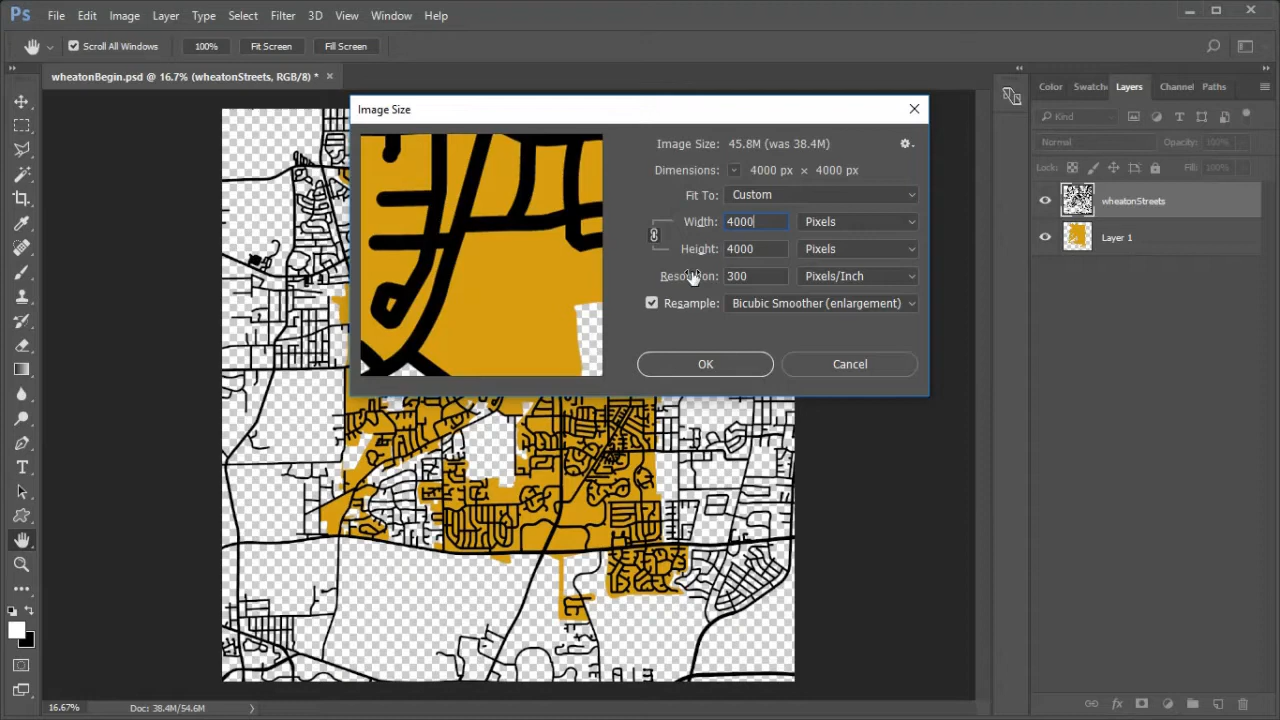 Ps File Edit Image Layer Type Select Filter 3D View Window Help
Scroll All Windows 100% Fit Screen Fill Screen
wheatonBegin.psd @ 16.7% (wheatonStreets, RGB/8) * ×
Color Swatch Layers Channel Paths
Image Size
Kind
Normal Opacity: 100%
Lock: Fill: 100%
wheatonStreets
Layer 1
Image Size: 45.8M (was 38.4M)
Dimensions: 4000 px × 4000 px
Fit To: Custom
Width: 4000 Pixels
Height: 4000 Pixels
Resolution: 300 Pixels/Inch
Resample: Bicubic Smoother (enlargement)
OK Cancel
16.67% Doc: 38.4M/54.6M
fx